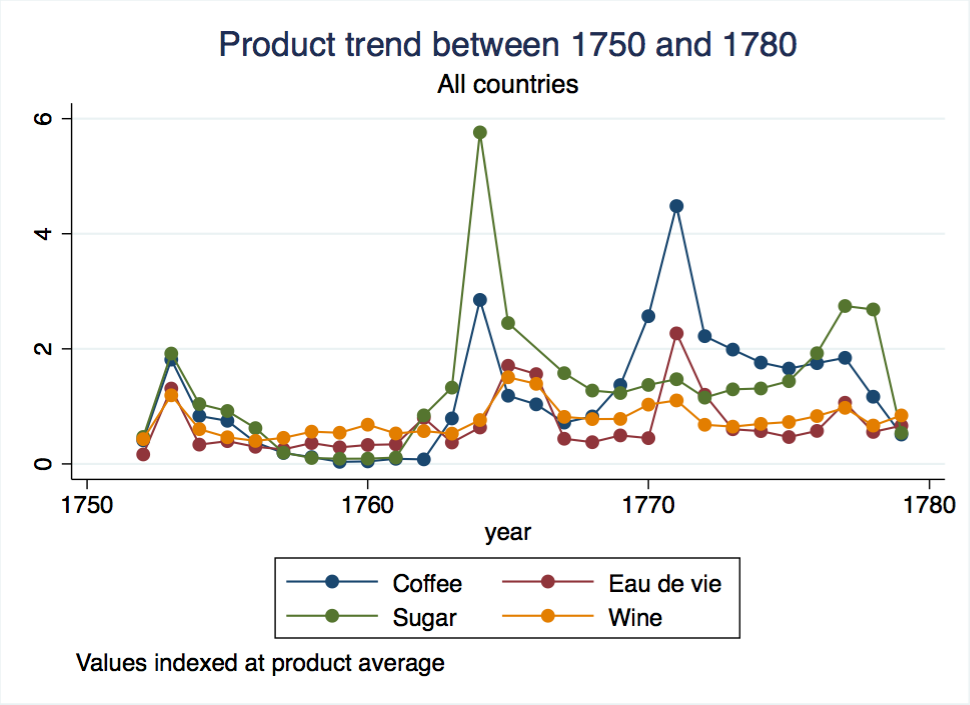 Product trend between 1750 and 1780
All countries
6
4
2
0
1750 1760 1770 1780
year
Coffee Eau de vie
Sugar Wine
Values indexed at product average